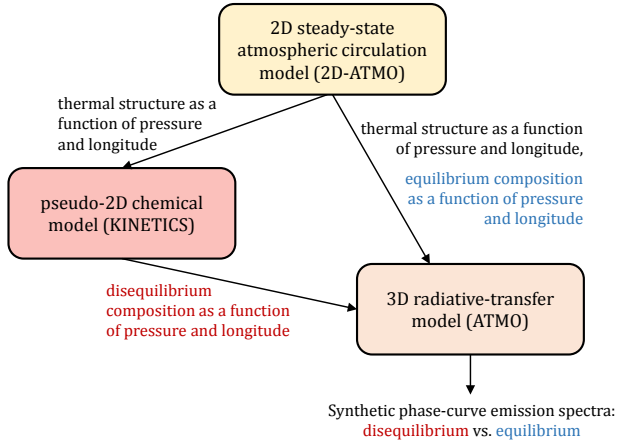 2D steady-state
atmospheric circulation
model (2D-ATMO)
thermal structure as a
function of pressure
and longitude
thermal structure as a function
of pressure and longitude,
equilibrium composition
as a function of pressure
and longitude
pseudo-2D chemical
model (KINETICS)
disequilibrium
composition as a function
of pressure and longitude
3D radiative-transfer
model (ATMO)
Synthetic phase-curve emission spectra:
disequilibrium vs. equilibrium